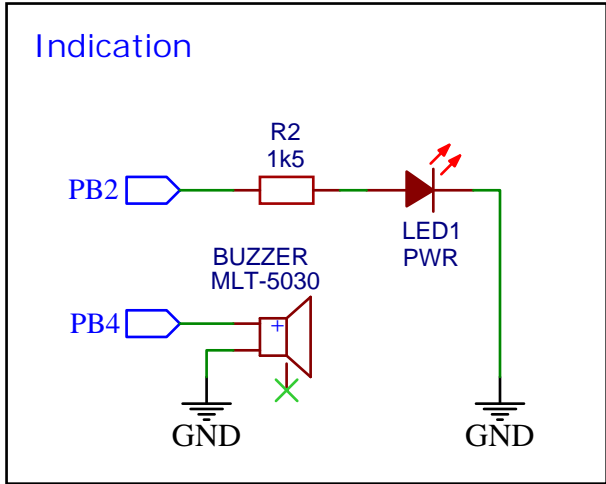 Indication
R2
1k5
PB2
LED1
PWR
BUZZER
MLT-5030
PB4
+
GND
GND